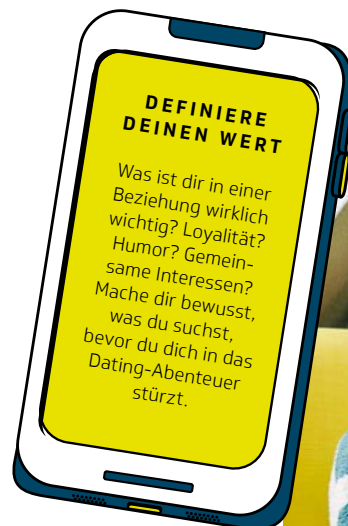 DEFINIERE
DEINEN WERT
Was ist dir in einer
Beziehung wirklich
wichtig? Loyalität?
Humor? Gemein-
same Interessen?
Mache dir bewusst,
was du suchst,
bevor du dich in das
Dating-Abenteuer
stürzt.